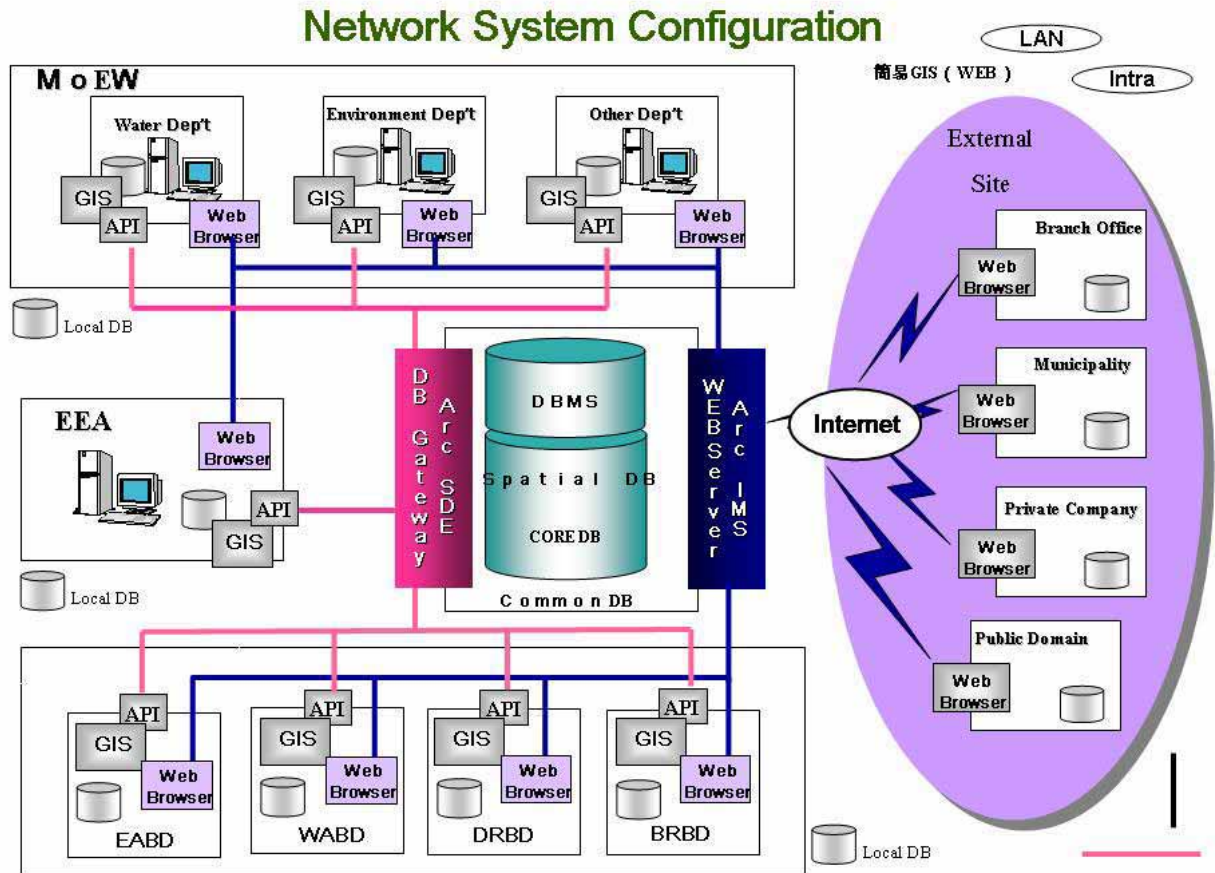 Network System Configuration
LAN
簡易GIS ( WEB )
Intra
M o EW
Water Dep't
GIS
API
Web
Browser
Environment Dep't
GIS
API
Web
Browser
Other Dep't
GIS
API
Web
Browser
Local DB
EEA
Web
Browser
API
GIS
Local DB
DB Gateway
Arc SDE
DBMS
Spatial DB
CORE DB
Common DB
WEB Server
Arc IMS
Internet
External
Site
Branch Office
Web
Browser
Municipality
Web
Browser
Private Company
Web
Browser
Public Domain
Web
Browser
API
GIS
Web
Browser
EABD
API
GIS
Web
Browser
WABD
API
GIS
Web
Browser
DRBD
API
GIS
Web
Browser
BRBD
Local DB